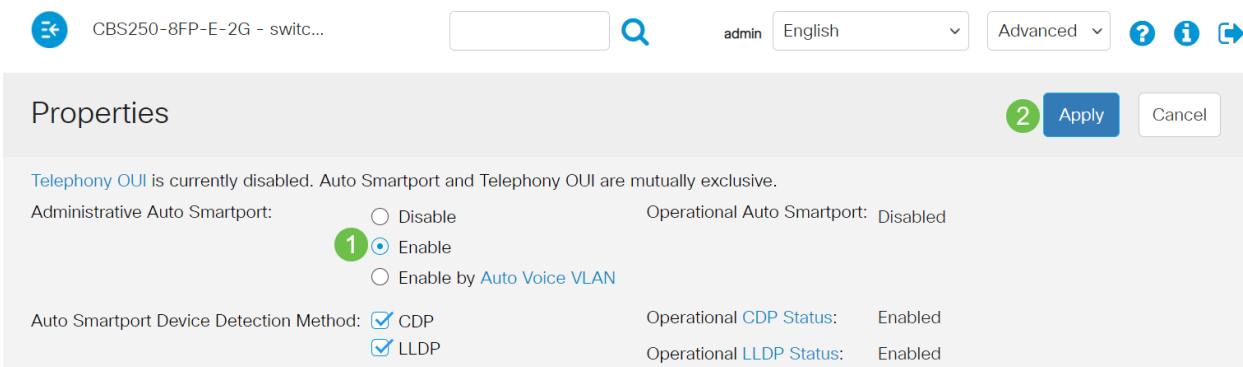 CBS250-8FP-E-2G - switc...
admin
English
Advanced
Properties
2
Apply
Cancel
Telephony OUI is currently disabled. Auto Smartport and Telephony OUI are mutually exclusive.
Administrative Auto Smartport:
Disable
Operational Auto Smartport: Disabled
1
Enable
Enable by Auto Voice VLAN
Auto Smartport Device Detection Method:
CDP
Operational CDP Status: Enabled
LLDP
Operational LLDP Status: Enabled